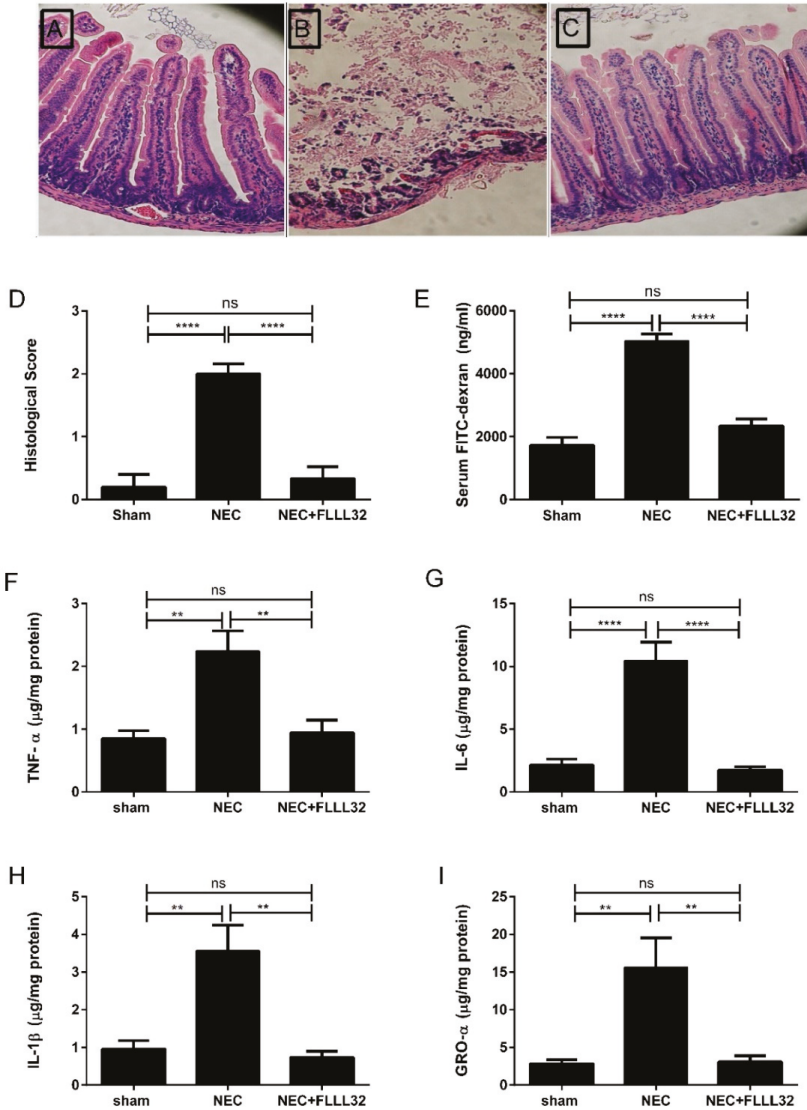 A
B
C
D
Histological Score
3
2
1
0
ns
**** ****
Sham NEC NEC+FLLL32
E
Serum FITC-dexran (ng/ml)
6000
4000
2000
0
ns
**** ****
Sham NEC NEC+FLLL32
F
TNF- α (µg/mg protein)
3
2
1
0
ns
** **
sham NEC NEC+FLLL32
G
IL-6 (µg/mg protein)
15
10
5
0
ns
**** ****
sham NEC NEC+FLLL32
H
IL-1β (µg/mg protein)
5
4
3
2
1
0
ns
** **
sham NEC NEC+FLLL32
I
GRO-α (µg/mg protein)
25
20
15
10
5
0
ns
** **
sham NEC NEC+FLLL32